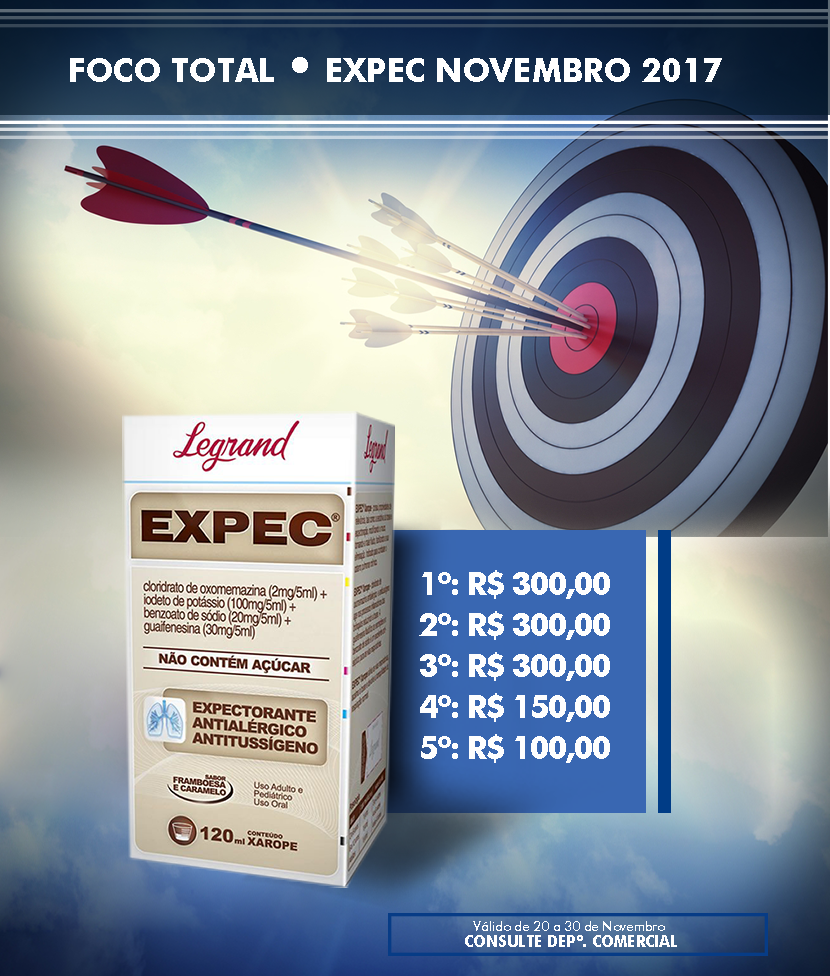 FOCO TOTAL • EXPEC NOVEMBRO 2017
Legrand
Legrand
EXPEC®
cloridrato de oxomemazina (2mg/5ml) +
iodeto de potássio (100mg/5ml) +
benzoato de sódio (20mg/5ml) +
guaifenesina (30mg/5ml)
NÃO CONTÉM AÇÚCAR
EXPECTORANTE
ANTIALÉRGICO
ANTITUSSÍGENO
SABOR
FRAMBOESA
E CARAMELO
Uso Adulto e
Pediátrico
Uso Oral
120ml CONTEÚDO
XAROPE
1º: R$ 300,00
2º: R$ 300,00
3º: R$ 300,00
4º: R$ 150,00
5º: R$ 100,00
Válido de 20 a 30 de Novembro
CONSULTE DEPº. COMERCIAL